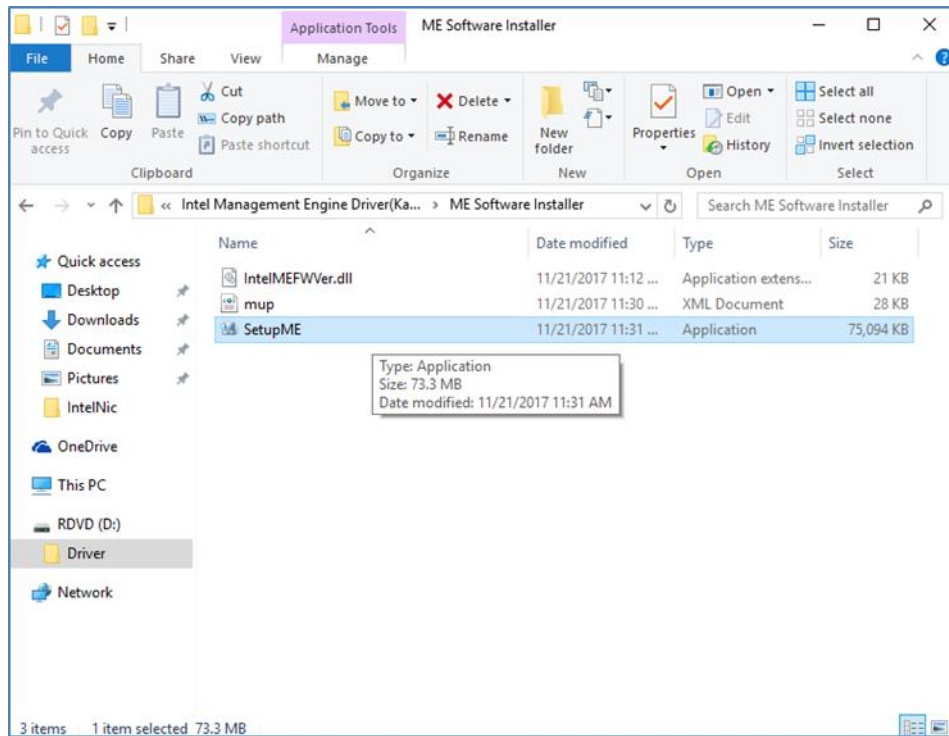 Application Tools ME Software Installer
File Home Share View Manage
Pin to Quick access
Copy
Paste
Cut
Copy path
Paste shortcut
Clipboard
Move to
Copy to
Delete
Rename
Organize
New folder
New
Properties
Open
Edit
History
Open
Select all
Select none
Invert selection
Select
« Intel Management Engine Driver(Ka... › ME Software Installer
Search ME Software Installer
Quick access
Desktop
Downloads
Documents
Pictures
IntelNic
OneDrive
This PC
RDVD (D:)
Driver
Network
Name Date modified Type Size
IntelMEFWVer.dll 11/21/2017 11:12 ... Application extens... 21 KB
mup 11/21/2017 11:30 ... XML Document 28 KB
SetupME 11/21/2017 11:31 ... Application 75,094 KB
Type: Application
Size: 73.3 MB
Date modified: 11/21/2017 11:31 AM
3 items 1 item selected 73.3 MB